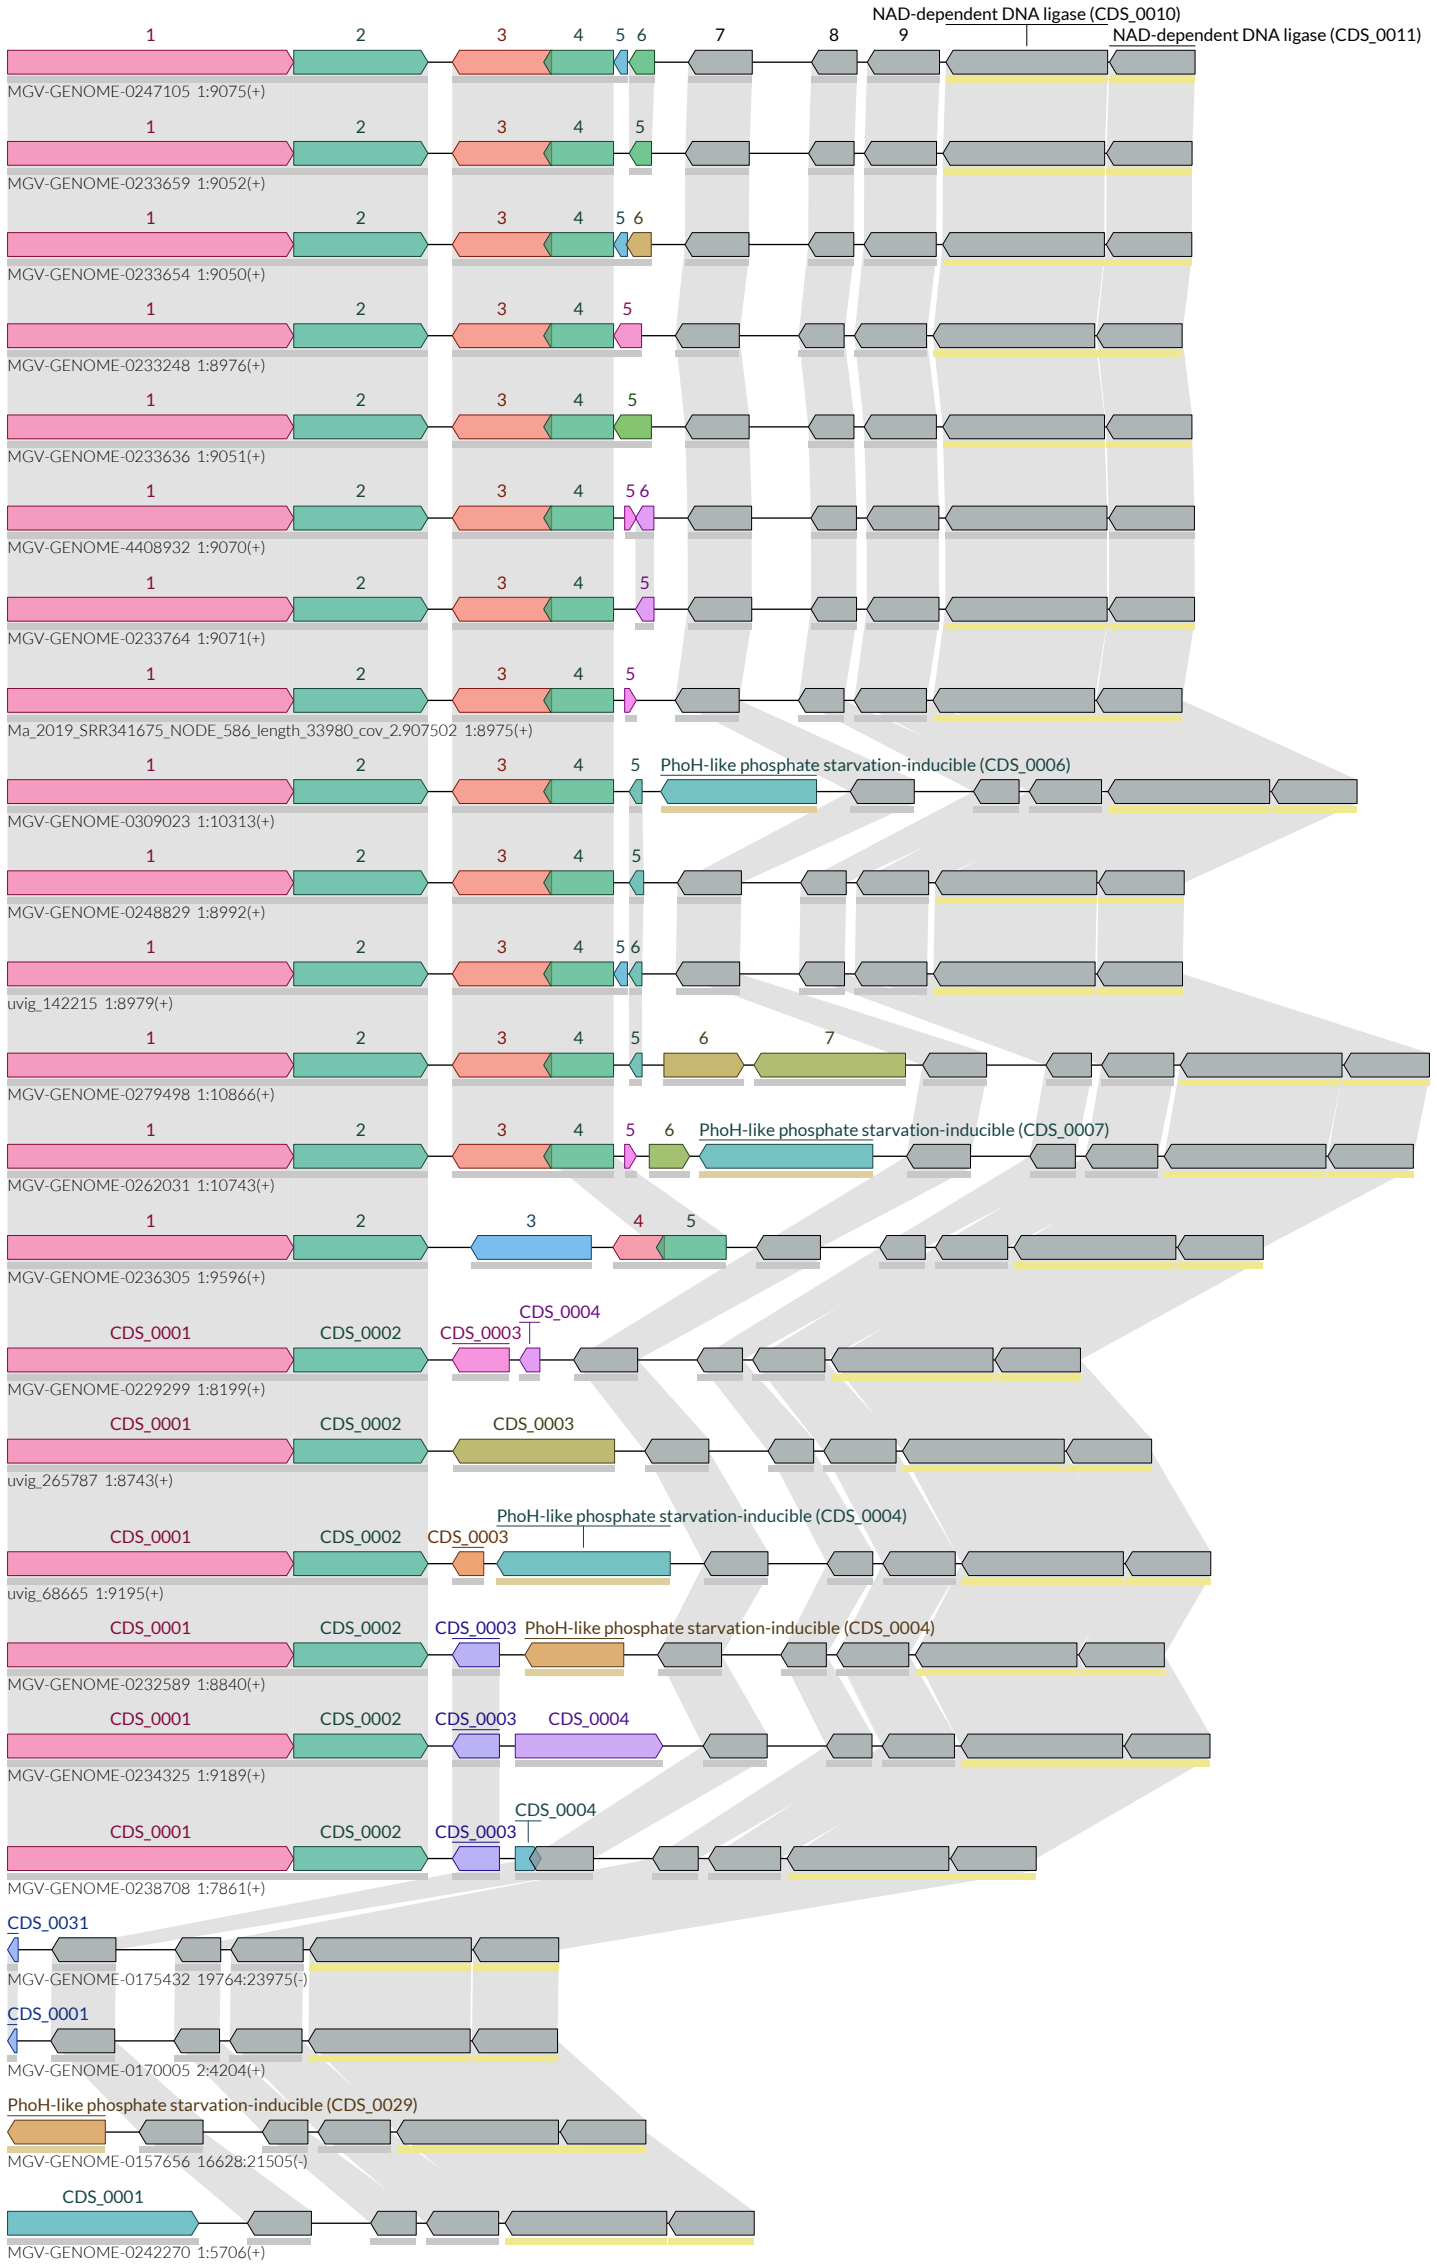 NAD-dependent DNA ligase (CDS_0010)
1 2 3 4 5 6 7 8 9 NAD-dependent DNA ligase (CDS_0011)
MGV-GENOME-0247105 1:9075(+)
1 2 3 4 5
MGV-GENOME-0233659 1:9052(+)
1 2 3 4 5 6
MGV-GENOME-0233654 1:9050(+)
1 2 3 4 5
MGV-GENOME-0233248 1:8976(+)
1 2 3 4 5
MGV-GENOME-0233636 1:9051(+)
1 2 3 4 5 6
MGV-GENOME-4408932 1:9070(+)
1 2 3 4 5
MGV-GENOME-0233764 1:9071(+)
1 2 3 4 5
Ma_2019_SRR341675_NODE_586_length_33980_cov_2.907502 1:8975(+)
1 2 3 4 5 PhoH-like phosphate starvation-inducible (CDS_0006)
MGV-GENOME-0309023 1:10313(+)
1 2 3 4 5
MGV-GENOME-0248829 1:8992(+)
1 2 3 4 5 6
uvig_142215 1:8979(+)
1 2 3 4 5 6 7
MGV-GENOME-0279498 1:10866(+)
1 2 3 4 5 6 PhoH-like phosphate starvation-inducible (CDS_0007)
MGV-GENOME-0262031 1:10743(+)
1 2 3 4 5
MGV-GENOME-0236305 1:9596(+)
CDS_0004
CDS_0001 CDS_0002 CDS_0003
MGV-GENOME-0229299 1:8199(+)
CDS_0001 CDS_0002 CDS_0003
uvig_265787 1:8743(+)
PhoH-like phosphate starvation-inducible (CDS_0004)
CDS_0001 CDS_0002 CDS_0003
uvig_68665 1:9195(+)
CDS_0001 CDS_0002 CDS_0003 PhoH-like phosphate starvation-inducible (CDS_0004)
MGV-GENOME-0232589 1:8840(+)
CDS_0001 CDS_0002 CDS_0003 CDS_0004
MGV-GENOME-0234325 1:9189(+)
CDS_0004
CDS_0001 CDS_0002 CDS_0003
MGV-GENOME-0238708 1:7861(+)
CDS_0031
MGV-GENOME-0175432 19764:23975(-)
CDS_0001
MGV-GENOME-0170005 2:4204(+)
PhoH-like phosphate starvation-inducible (CDS_0029)
MGV-GENOME-0157656 16628:21505(-)
CDS_0001
MGV-GENOME-0242270 1:5706(+)